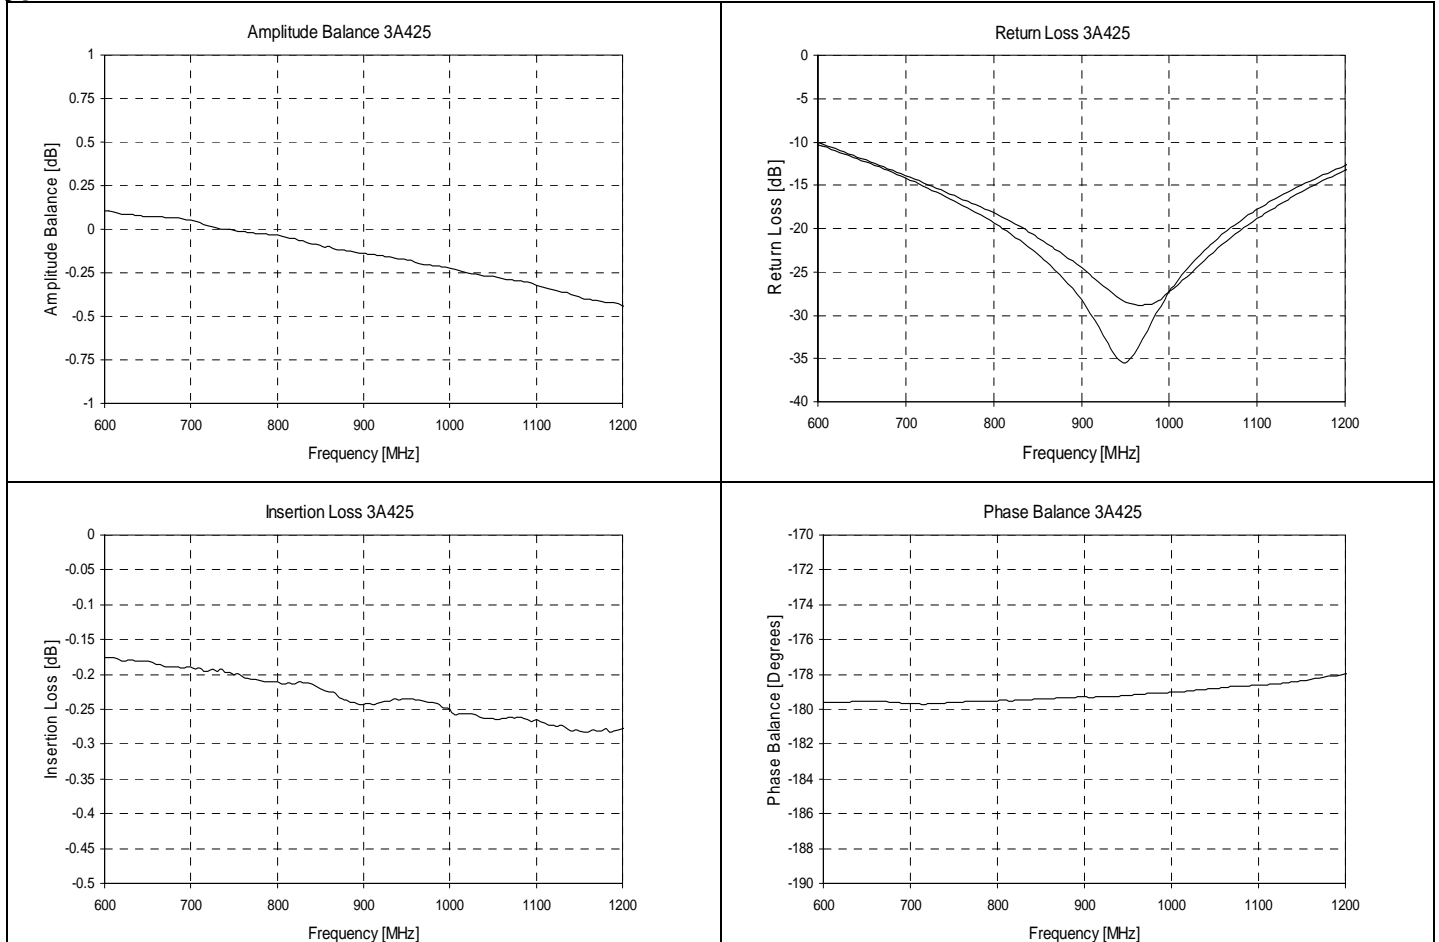 Amplitude Balance 3A425
1
0.75
0.5
0.25
0
-0.25
-0.5
-0.75
-1
Amplitude Balance [dB]
600 700 800 900 1000 1100 1200
Frequency [MHz]
Return Loss 3A425
0
-5
-10
-15
-20
-25
-30
-35
-40
Return Loss [dB]
600 700 800 900 1000 1100 1200
Frequency [MHz]
Insertion Loss 3A425
0
-0.05
-0.1
-0.15
-0.2
-0.25
-0.3
-0.35
-0.4
-0.45
-0.5
Insertion Loss [dB]
600 700 800 900 1000 1100 1200
Frequency [MHz]
Phase Balance 3A425
-170
-172
-174
-176
-178
-180
-182
-184
-186
-188
-190
Phase Balance [Degrees]
600 700 800 900 1000 1100 1200
Frequency [MHz]